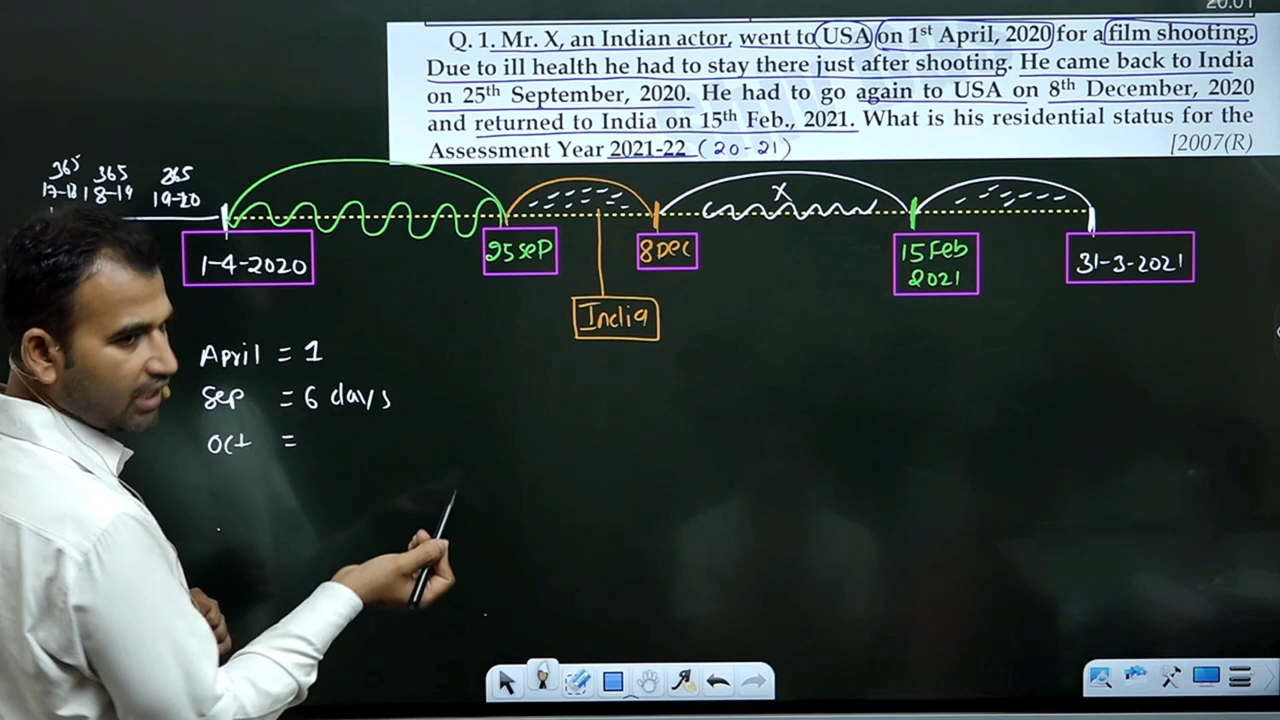 20:01
Q. 1. Mr. X, an Indian actor, went to USA on 1st April, 2020 for a film shooting.
Due to ill health he had to stay there just after shooting. He came back to India
on 25th September, 2020. He had to go again to USA on 8th December, 2020
and returned to India on 15th Feb., 2021. What is his residential status for the
Assessment Year 2021-22 (20-21) [2007(R)
365 365 365
17-18 18-19 19-20
X
1-4-2020
25 Sep
8 Dec
15 Feb
2021
31-3-2021
India
April = 1
Sep = 6 days
Oct =